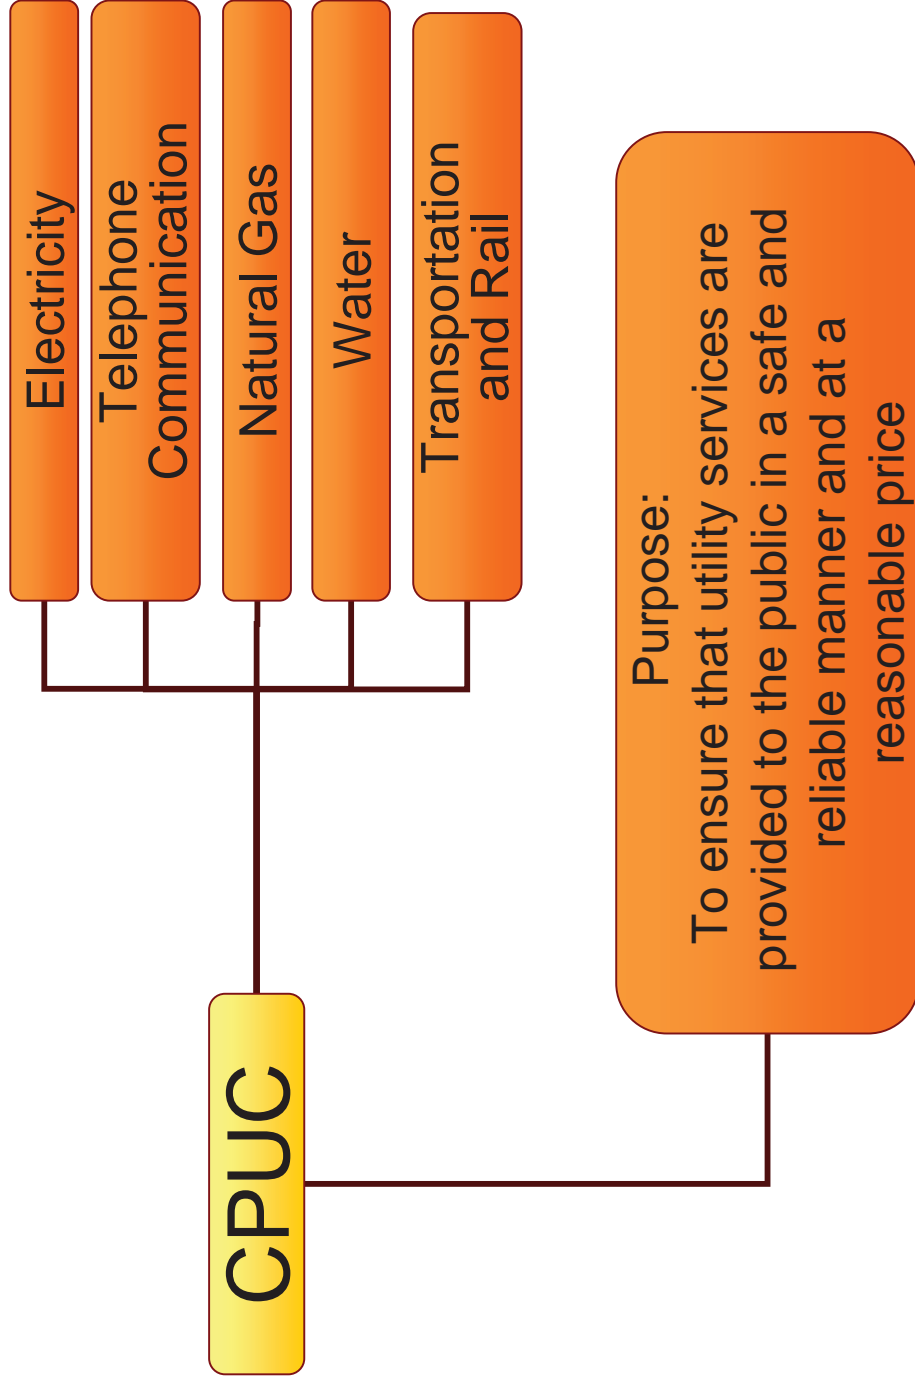 CPUC
Electricity
Telephone
Communication
Natural Gas
Water
Transportation
and Rail
Purpose:
To ensure that utility services are
provided to the public in a safe and
reliable manner and at a
reasonable price